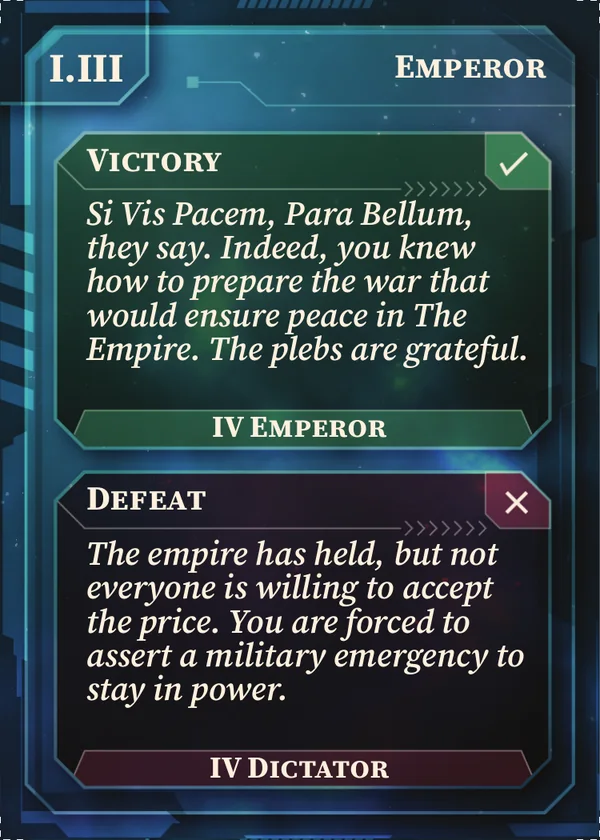 I.III
Emperor
Victory
Si Vis Pacem, Para Bellum,
they say. Indeed, you knew
how to prepare the war that
would ensure peace in The
Empire. The plebs are grateful.
IV Emperor
Defeat
The empire has held, but not
everyone is willing to accept
the price. You are forced to
assert a military emergency to
stay in power.
IV Dictator